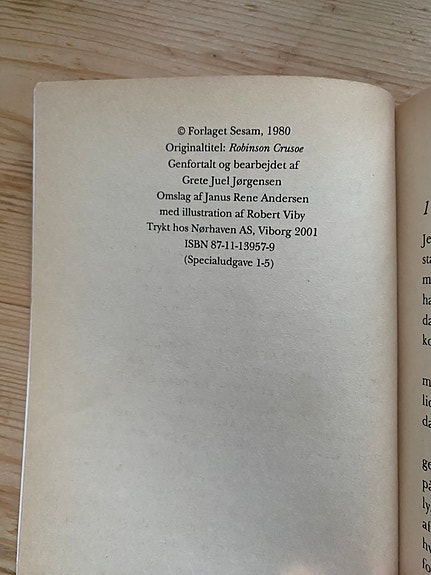 © Forlaget Sesam, 1980
Originaltitel: Robinson Crusoe
Genfortalt og bearbejdet af
Grete Juel Jørgensen
Omslag af Janus Rene Andersen
med illustration af Robert Viby
Trykt hos Nørhaven AS, Viborg 2001
ISBN 87-11-13957-9
(Specialudgave 1-5)